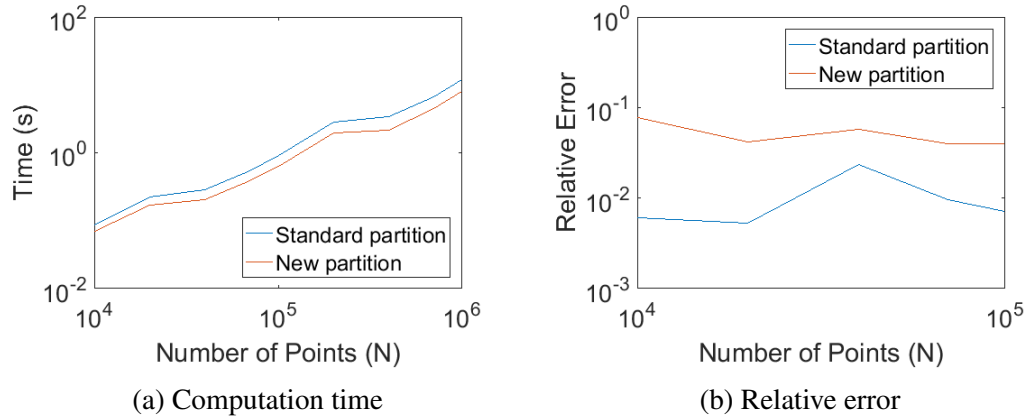 10^2
10^0
10^-2
Time (s)
Standard partition
New partition
10^4
10^5
10^6
Number of Points (N)
(a) Computation time
10^0
10^-1
10^-2
10^-3
Relative Error
Standard partition
New partition
10^4
10^5
Number of Points (N)
(b) Relative error